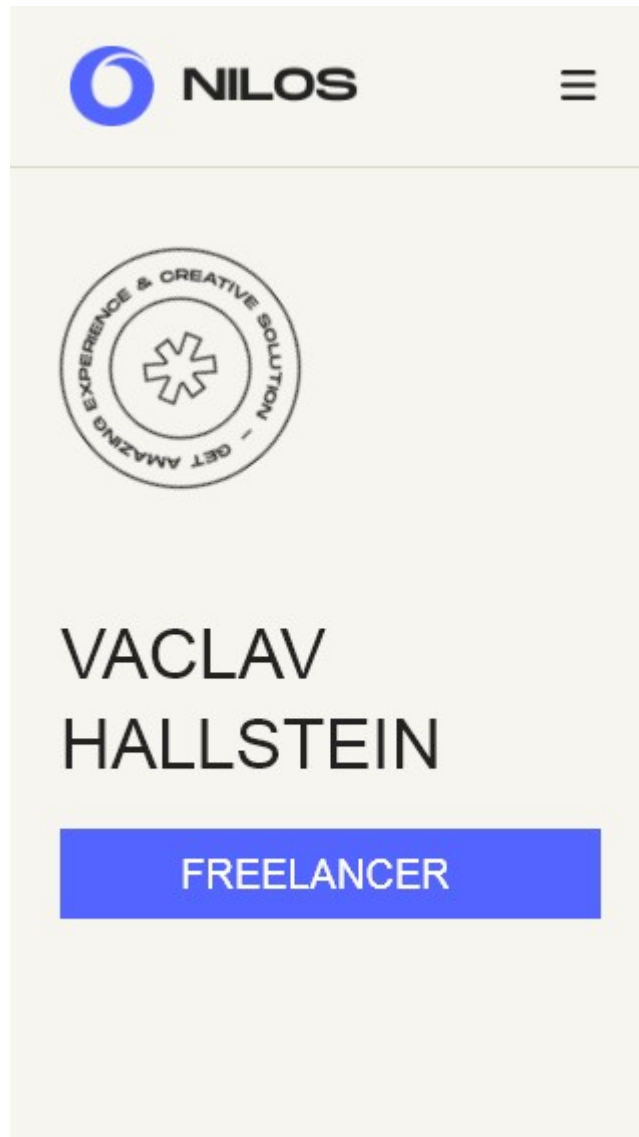 NILOS
GET AMAZING EXPERIENCE & CREATIVE SOLUTION –
VACLAV
HALLSTEIN
FREELANCER